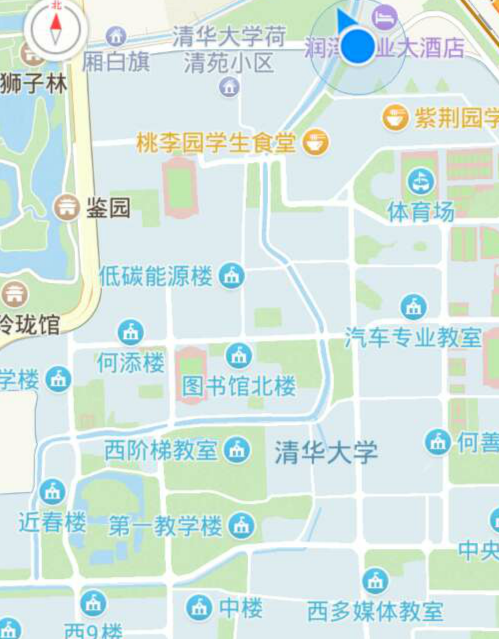 北
清华大学荷
清苑小区
厢白旗
业大酒店
狮子林
紫荆园学
桃李园学生食堂
鉴园
体育场
低碳能源楼
玲珑馆
汽车专业教室
何添楼
学楼
图书馆北楼
西阶梯教室
清华大学
何善
近春楼
第一教学楼
中央
西9楼
中楼
西多媒体教室